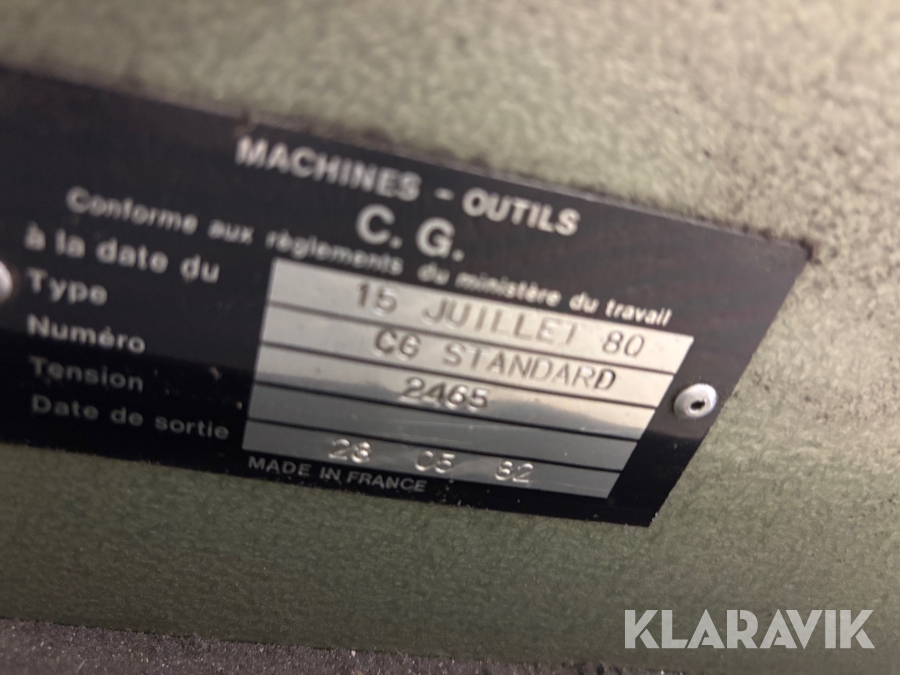 MACHINES - OUTILS
C. G.
Conforme aux règlements du ministère du travail
à la date du 15 JUILLET 80
Type CG STANDARD
Numéro 2465
Tension
Date de sortie 28 05 82
MADE IN FRANCE
KLARAVIK